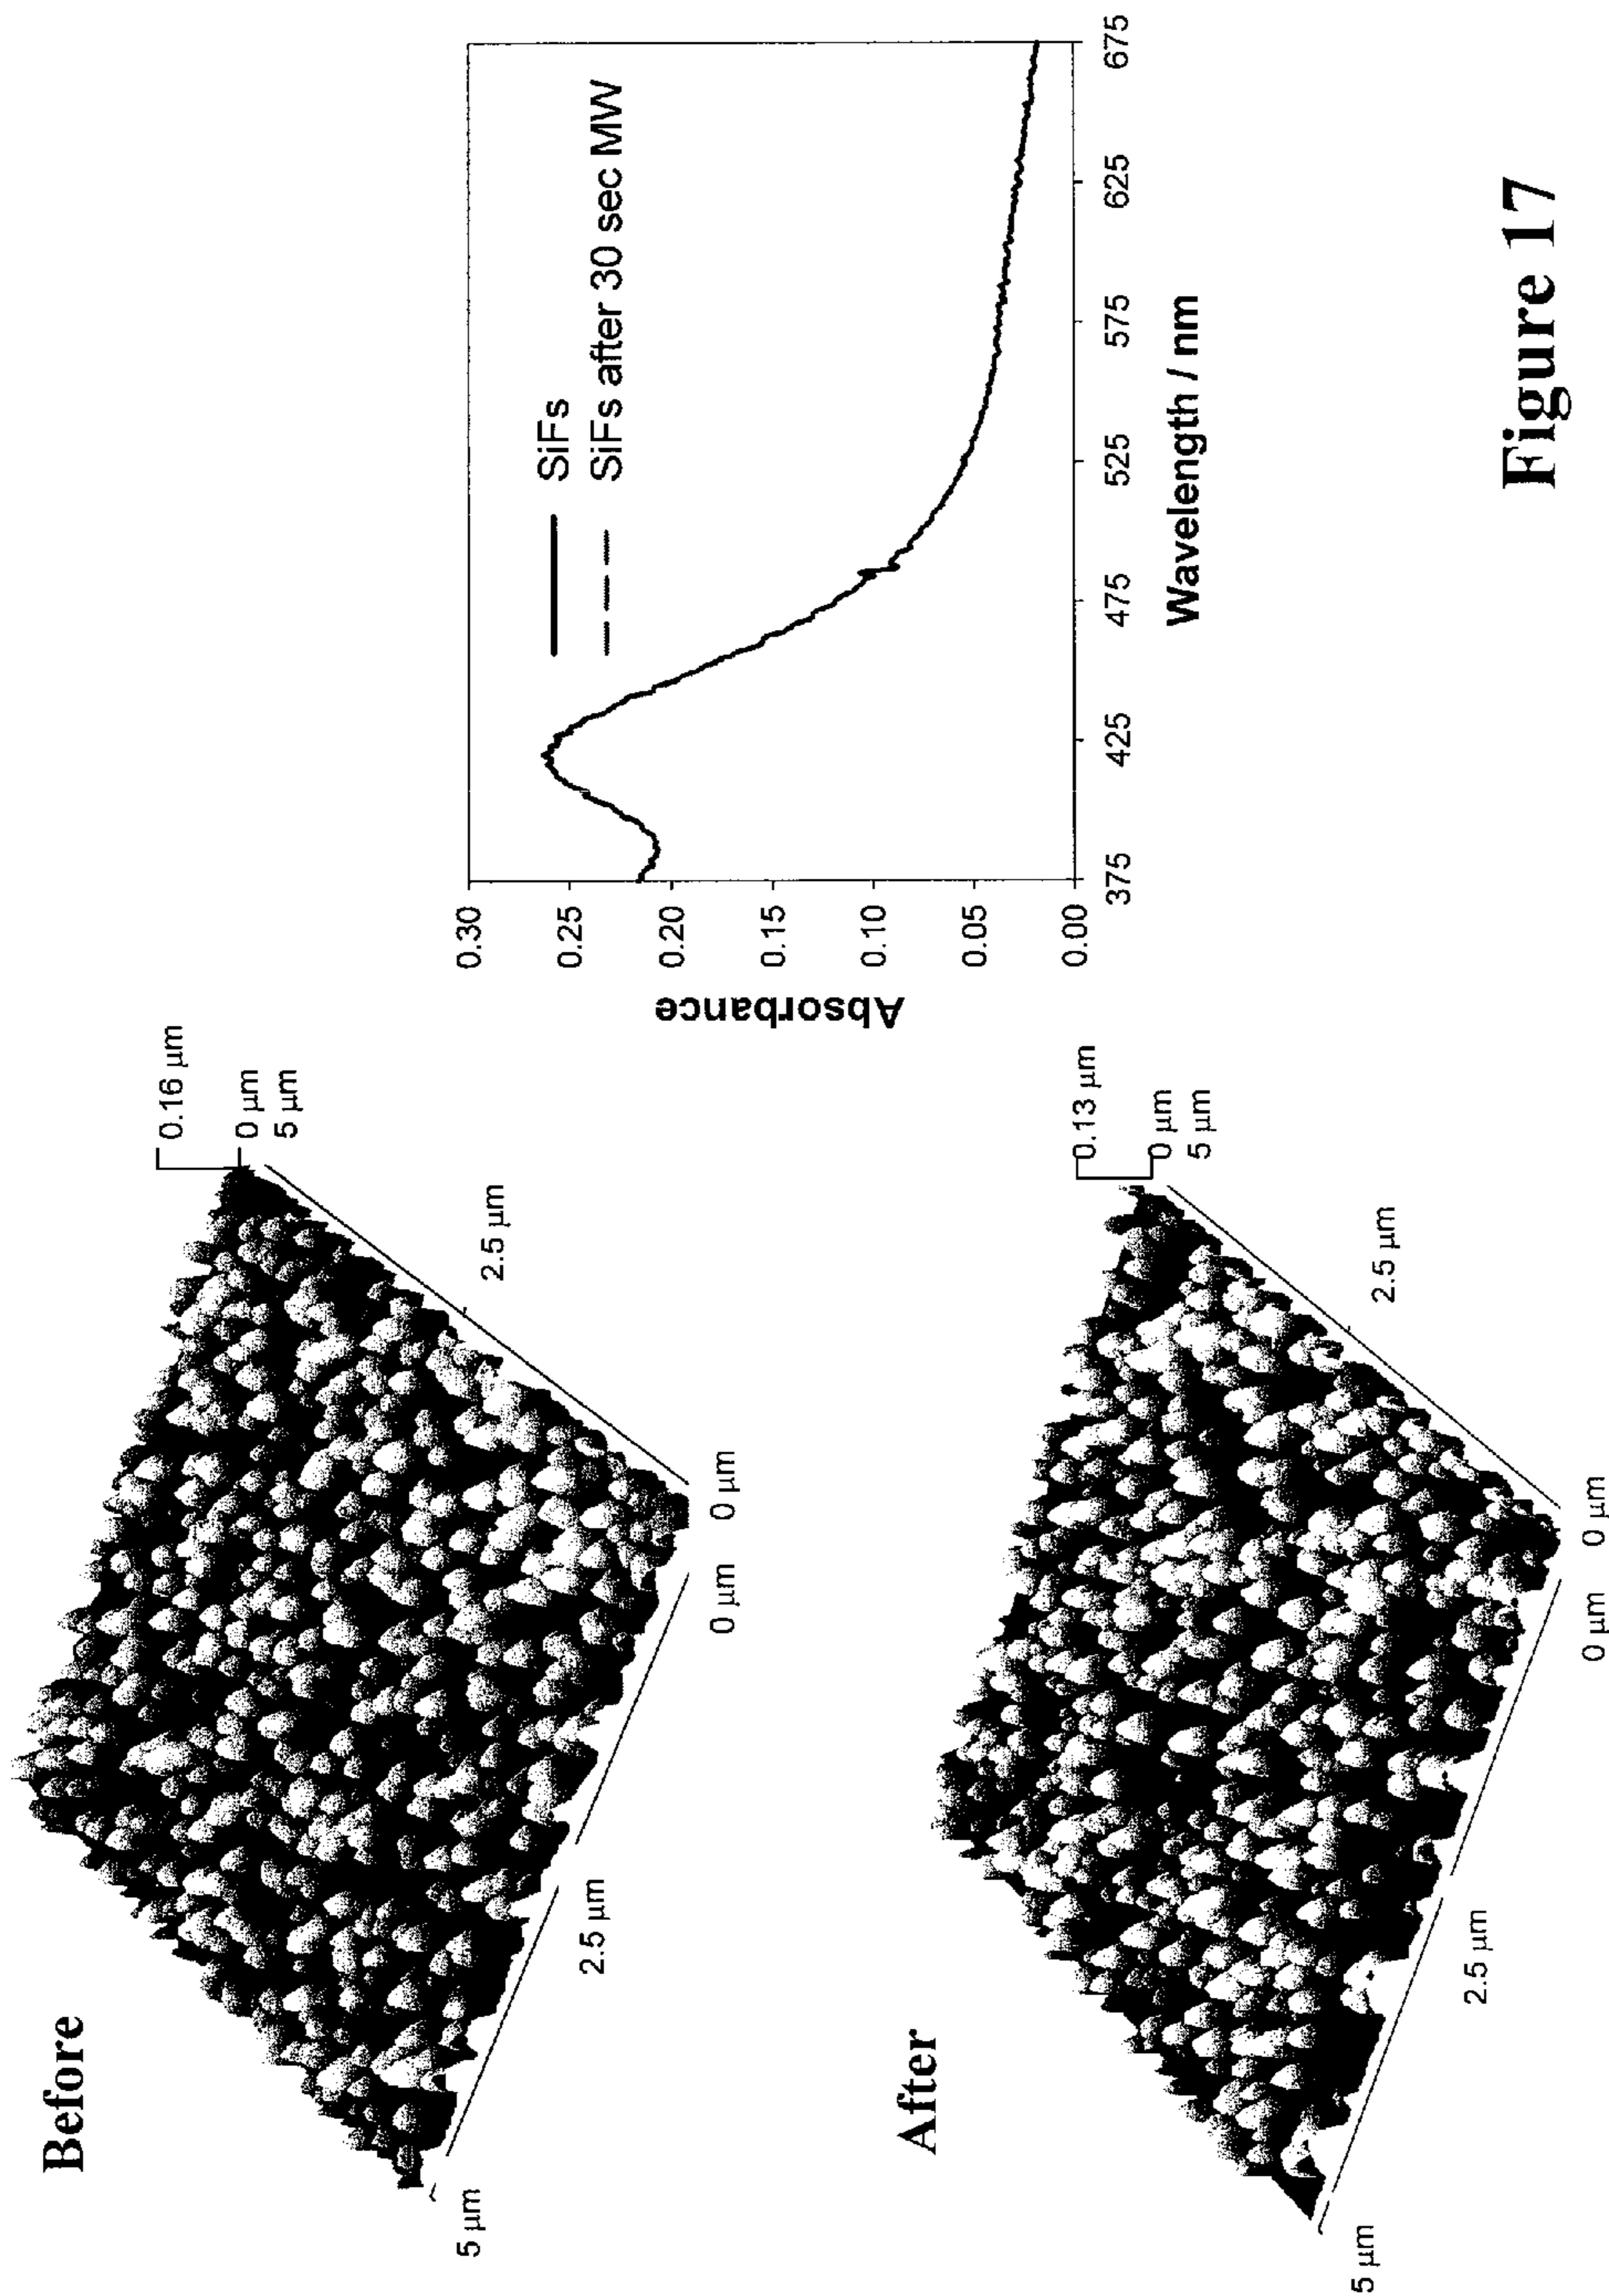 Before
0.16 μm
0 μm
5 μm
2.5 μm
0 μm
0 μm
2.5 μm
5 μm
After
0.13 μm
0 μm
5 μm
2.5 μm
0 μm
0 μm
2.5 μm
5 μm
Absorbance
0.30
0.25
0.20
0.15
0.10
0.05
0.00
SiFs
SiFs after 30 sec MW
375 425 475 525 575 625 675
Wavelength / nm
Figure 17